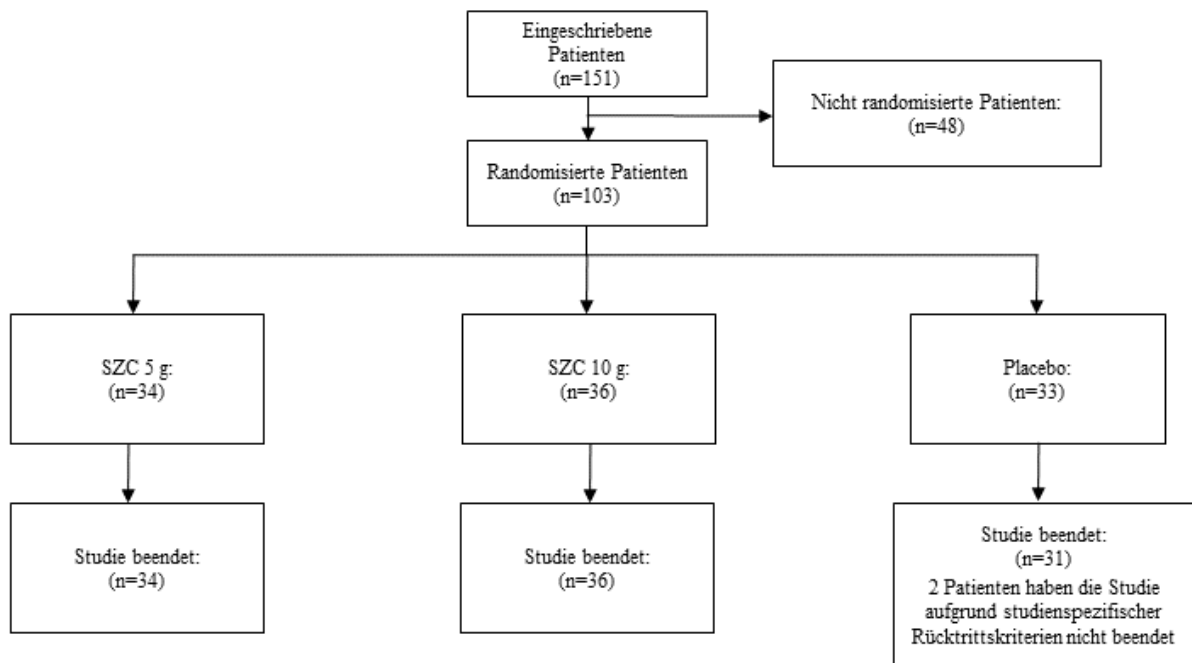 Eingeschriebene
Patienten
(n=151)
Nicht randomisierte Patienten:
(n=48)
Randomisierte Patienten
(n=103)
SZC 5 g:
(n=34)
SZC 10 g:
(n=36)
Placebo:
(n=33)
Studie beendet:
(n=34)
Studie beendet:
(n=36)
Studie beendet:
(n=31)
2 Patienten haben die Studie
aufgrund studienspezifischer
Rücktrittskriterien nicht beendet